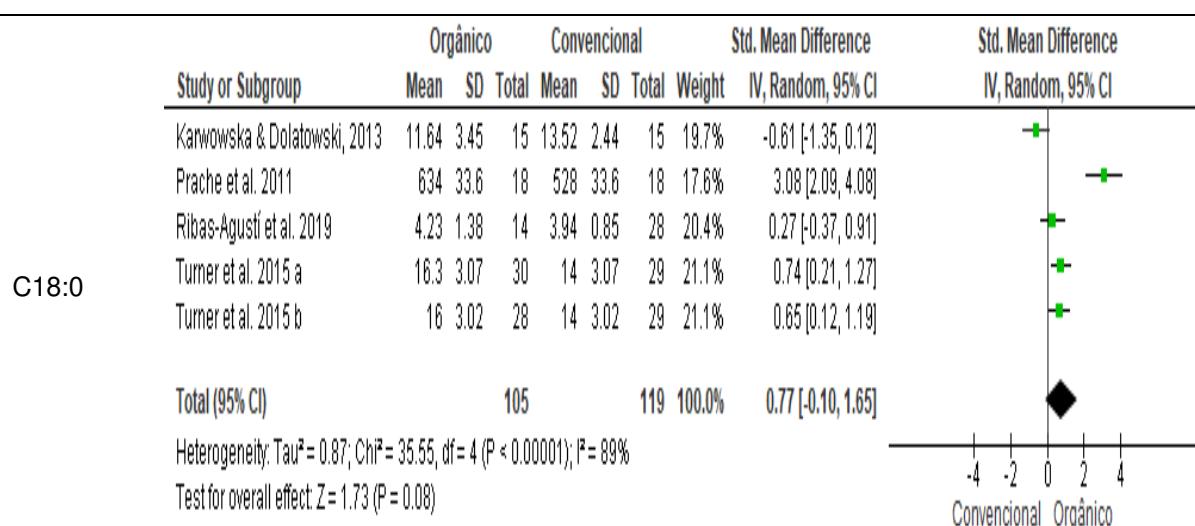 Orgânico Convencional Std. Mean Difference Std. Mean Difference
Study or Subgroup Mean SD Total Mean SD Total Weight IV, Random, 95% CI IV, Random, 95% CI
Karwowska & Dolatowski, 2013 11.64 3.45 15 13.52 2.44 15 19.7% -0.61 [-1.35, 0.12]
Prache et al. 2011 634 33.6 18 528 33.6 18 17.6% 3.08 [2.09, 4.08]
Ribas-Agustí et al. 2019 4.23 1.38 14 3.94 0.85 28 20.4% 0.27 [-0.37, 0.91]
C18:0
Turner et al. 2015 a 16.3 3.07 30 14 3.07 29 21.1% 0.74 [0.21, 1.27]
Turner et al. 2015 b 16 3.02 28 14 3.02 29 21.1% 0.65 [0.12, 1.19]
Total (95% CI) 105 119 100.0% 0.77 [-0.10, 1.65]
Heterogeneity: Tau² = 0.87; Chi² = 35.55, df = 4 (P < 0.00001); I² = 89%
Test for overall effect: Z = 1.73 (P = 0.08)
-4 -2 0 2 4
Convencional Orgânico